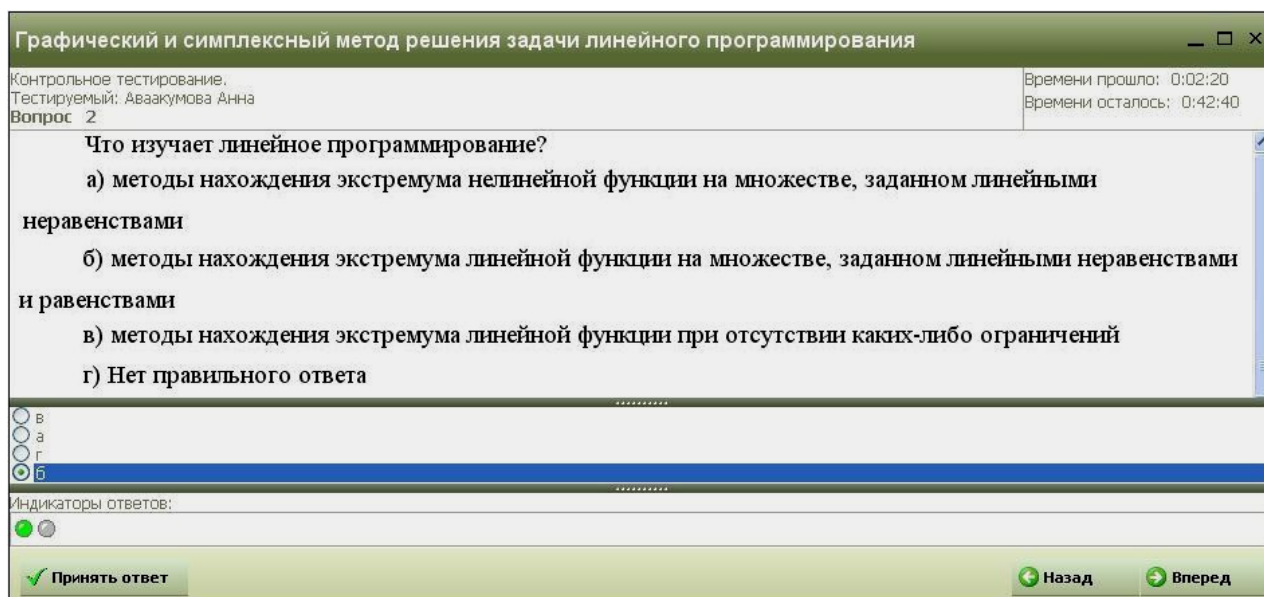 Графический и симплексный метод решения задачи линейного программирования
Контрольное тестирование.
Времени прошло: 0:02:20
Тестируемый: Аваакумова Анна
Времени осталось: 0:42:40
Вопрос 2
Что изучает линейное программирование?
а) методы нахождения экстремума нелинейной функции на множестве, заданном линейными
неравенствами
б) методы нахождения экстремума линейной функции на множестве, заданном линейными неравенствами
и равенствами
в) методы нахождения экстремума линейной функции при отсутствии каких-либо ограничений
г) Нет правильного ответа
в
а
г
б
Индикаторы ответов:
Принять ответ
Назад
Вперед